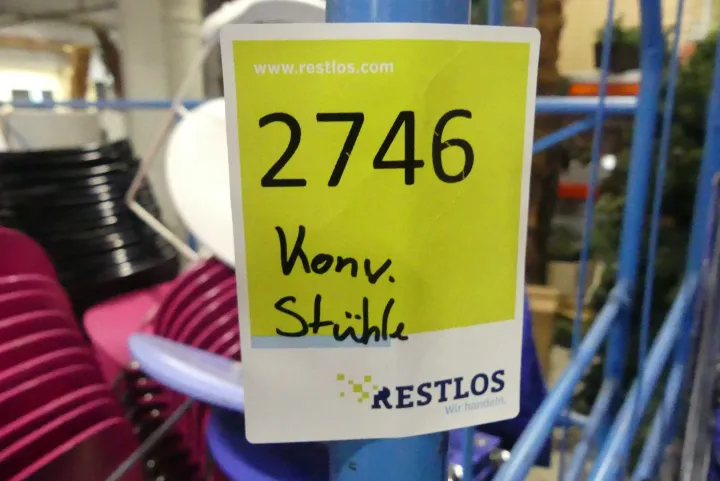 www.restlos.com
2746
Konv.
Stühle
RESTLOS
Wir handeln.